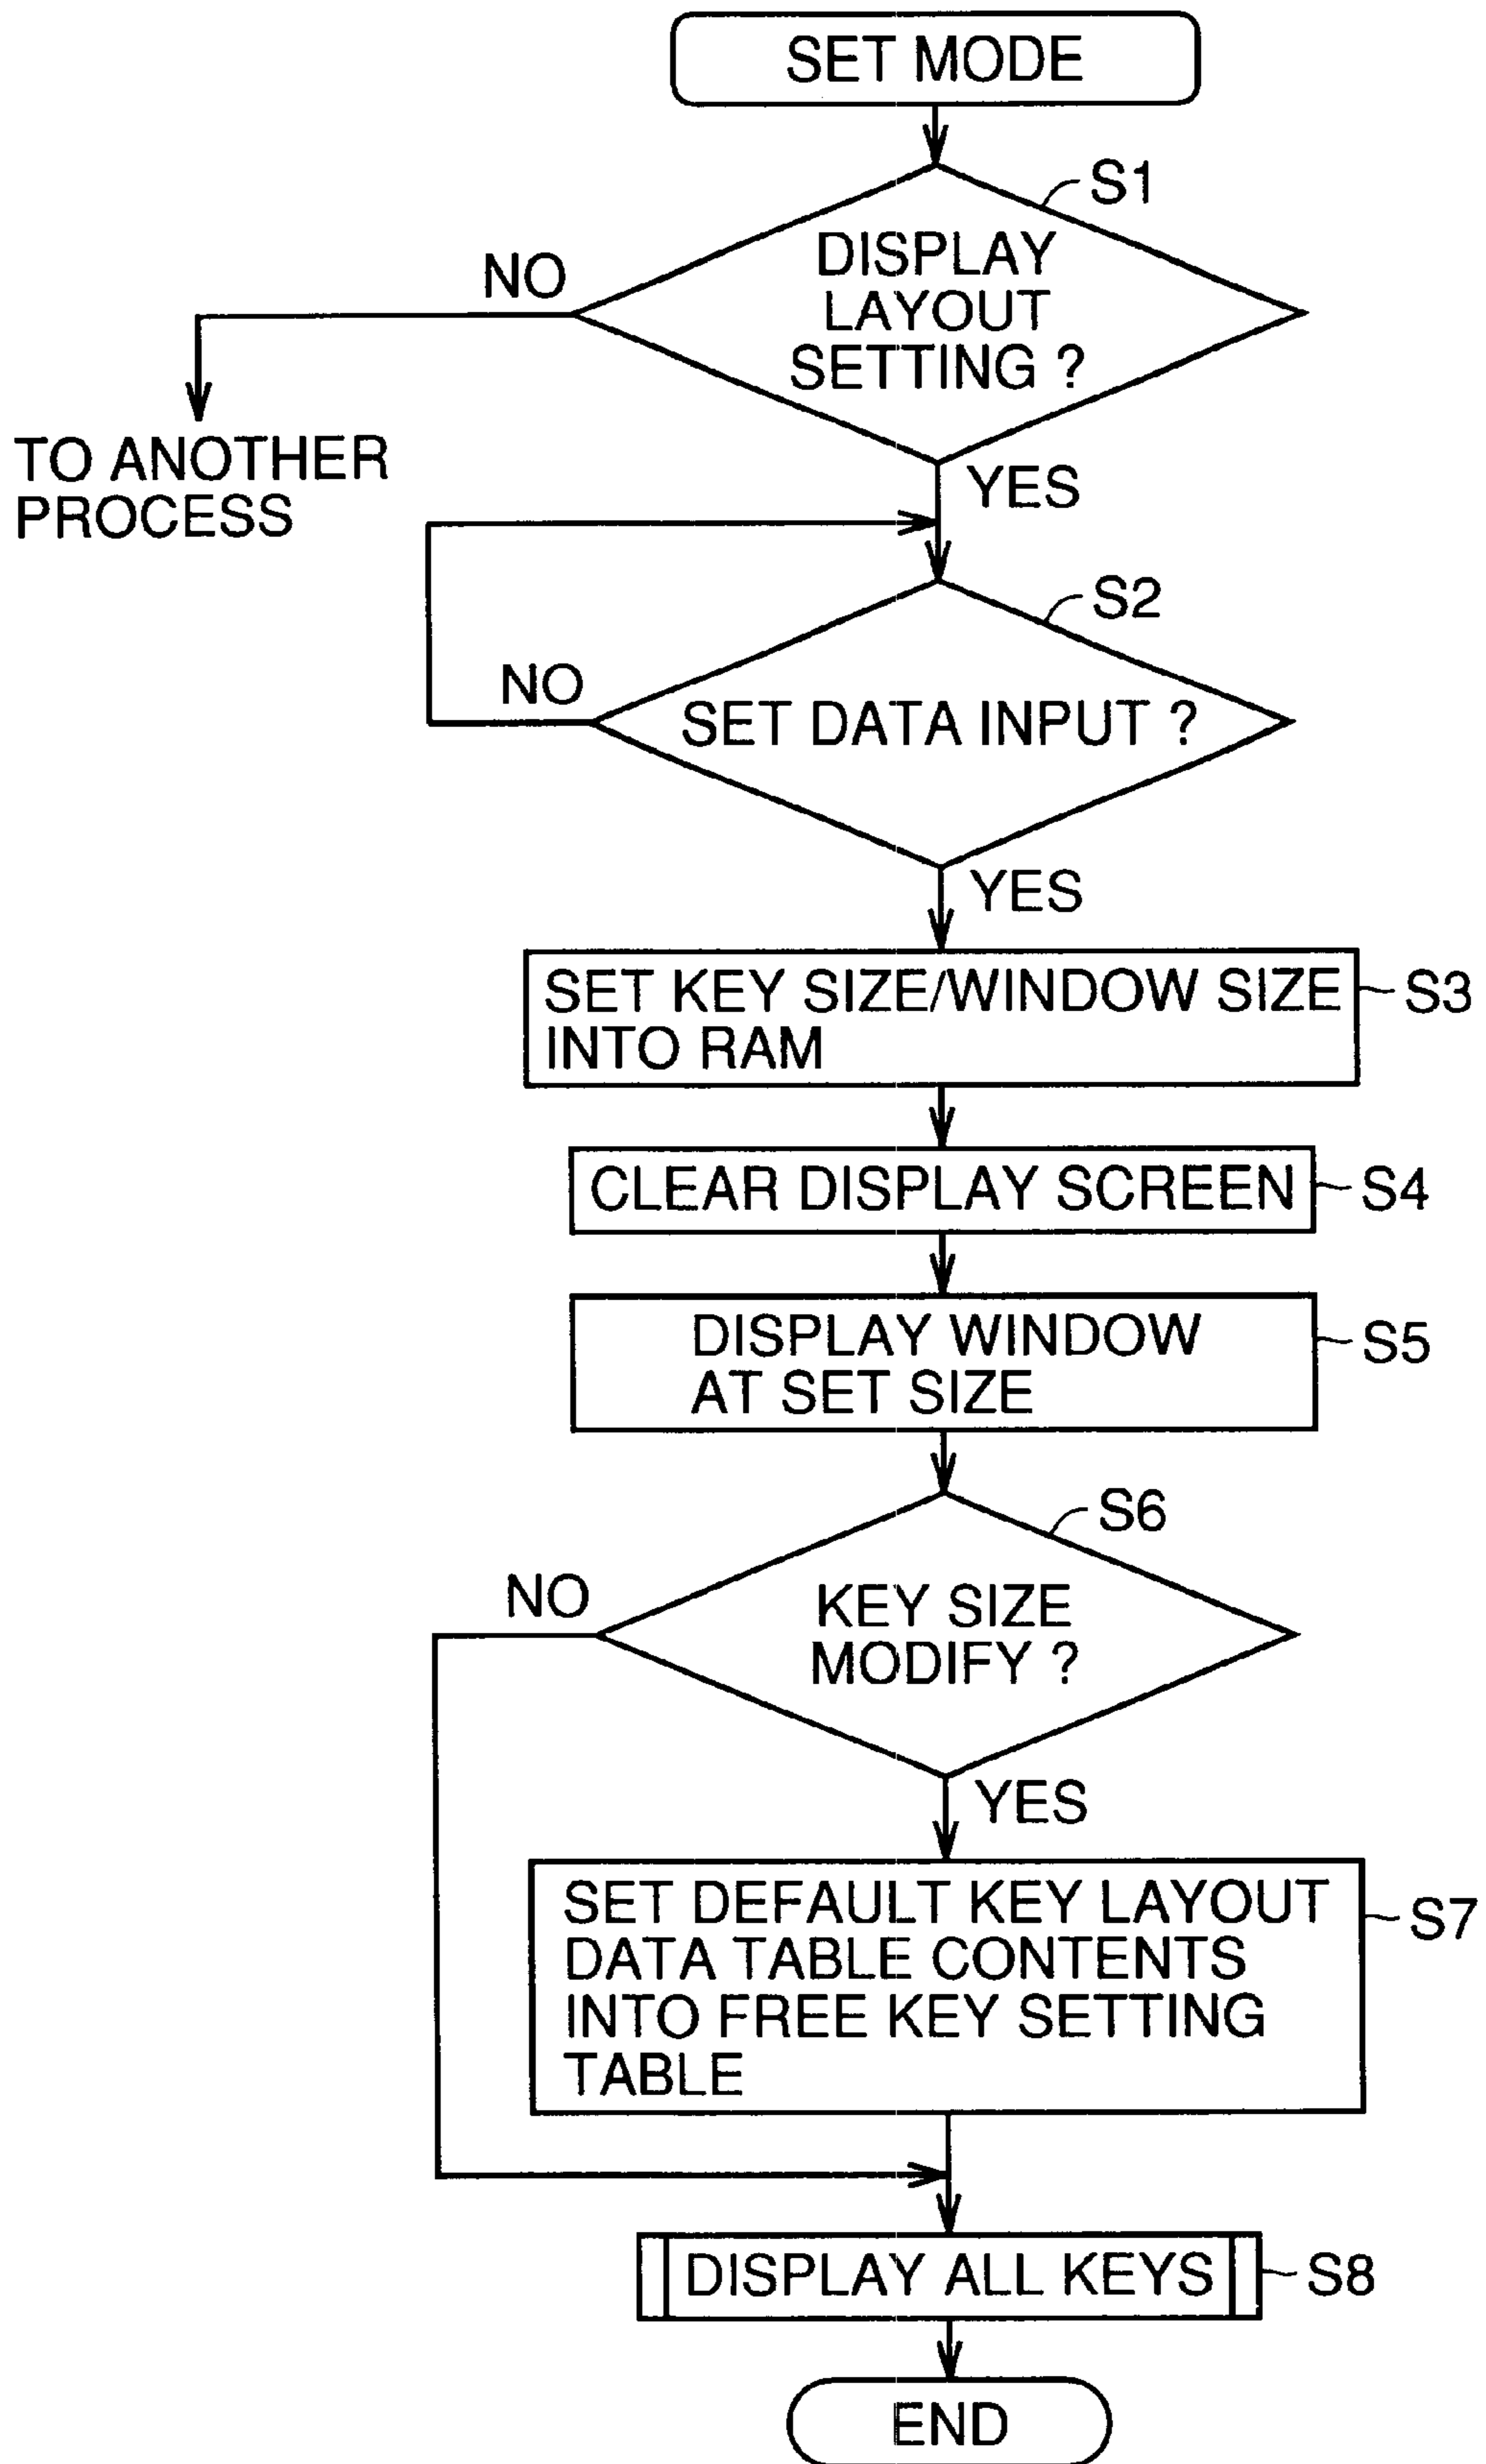 SET MODE
S1
DISPLAY
LAYOUT
SETTING ?
NO
TO ANOTHER
PROCESS
YES
S2
NO
SET DATA INPUT ?
YES
SET KEY SIZE/WINDOW SIZE
INTO RAM
S3
CLEAR DISPLAY SCREEN
S4
DISPLAY WINDOW
AT SET SIZE
S5
S6
NO
KEY SIZE
MODIFY ?
YES
SET DEFAULT KEY LAYOUT
DATA TABLE CONTENTS
INTO FREE KEY SETTING
TABLE
S7
DISPLAY ALL KEYS
S8
END